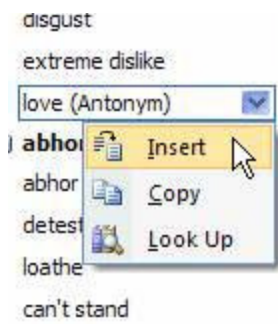 disgust
extreme dislike
love (Antonym)
abhor
Insert
abhor
Copy
detest
Look Up
loathe
can't stand